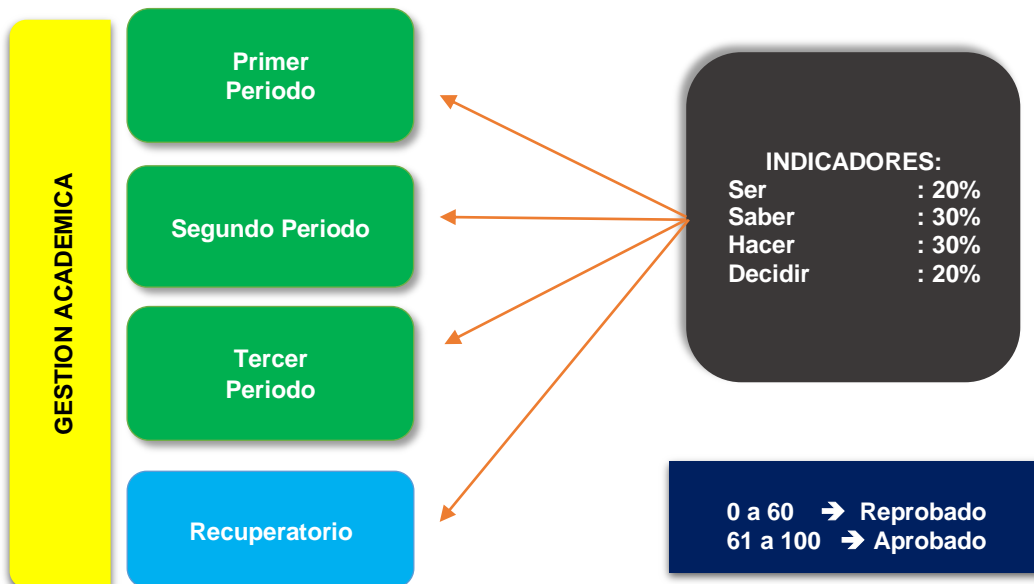 GESTION ACADEMICA
Primer
Periodo
Segundo Periodo
Tercer
Periodo
Recuperatorio
INDICADORES:
Ser : 20%
Saber : 30%
Hacer : 30%
Decidir : 20%
0 a 60 ➔ Reprobado
61 a 100 ➔ Aprobado